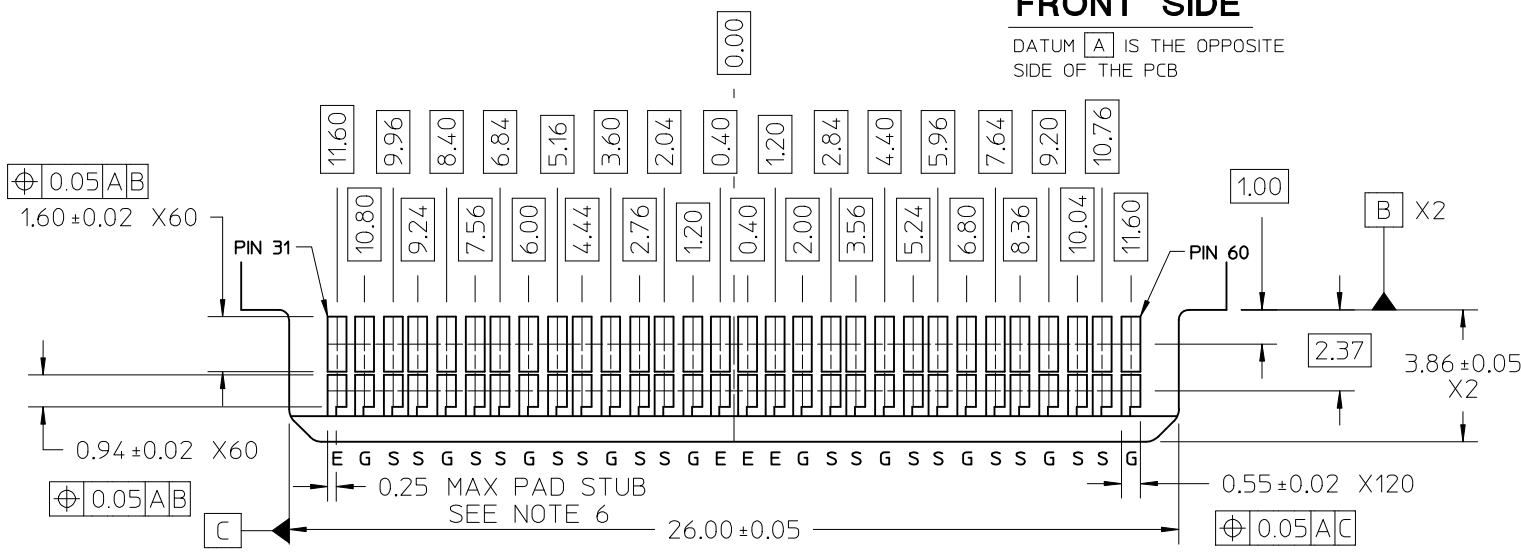 FRONT SIDE
DATUM A IS THE OPPOSITE
SIDE OF THE PCB
0.00
11.60 9.96 8.40 6.84 5.16 3.60 2.04 0.40 1.20 2.84 4.40 5.96 7.64 9.20 10.76
10.80 9.24 7.56 6.00 4.44 2.76 1.20 0.40 2.00 3.56 5.24 6.80 8.36 10.04 11.60
⌖ 0.05 A B
1.60±0.02 X60
1.00
B X2
PIN 31
PIN 60
2.37
3.86±0.05
X2
0.94±0.02 X60
⌖ 0.05 A B
E G S S G S S G S S G S S G E E E G S S G S S G S S G S S G
0.25 MAX PAD STUB
SEE NOTE 6
0.55±0.02 X120
⌖ 0.05 A C
C
26.00±0.05